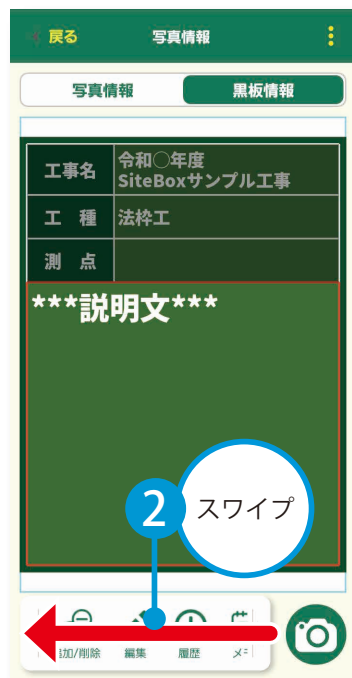 戻る
写真情報
写真情報
黒板情報
工事名
令和○年度
SiteBoxサンプル工事
工 種
法枠工
測 点
***説明文***
2
スワイプ
加/削除
編集
履歴